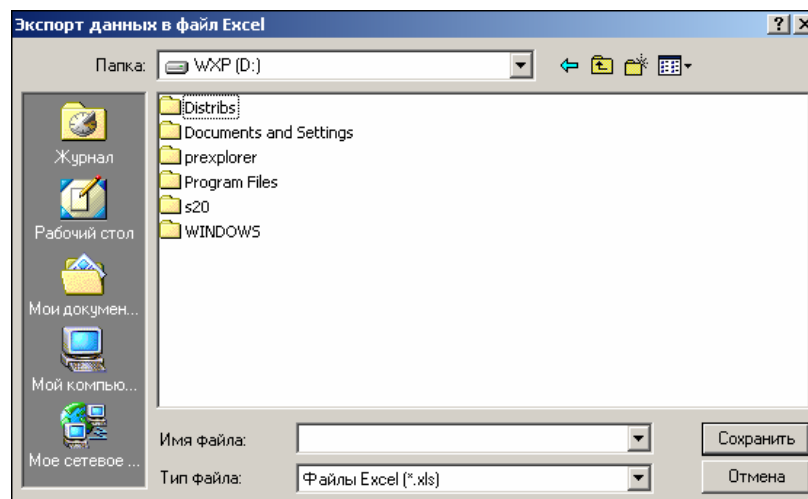 Экспорт данных в файл Excel
Папка: WXP (D:)
Distribs
Documents and Settings
prexplorer
Program Files
s20
WINDOWS
Журнал
Рабочий стол
Мои докумен...
Мой компью...
Мое сетевое ...
Имя файла:
Сохранить
Тип файла: Файлы Excel (*.xls)
Отмена